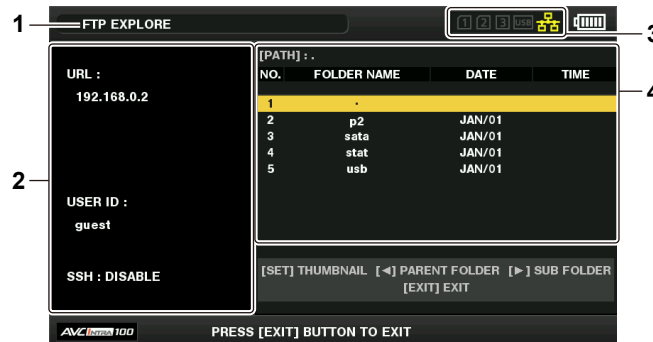 1
FTP EXPLORE
1 2 3 USB
3
URL :
192.168.0.2
[PATH] : .
NO. FOLDER NAME DATE TIME
4
1 .
2 p2 JAN/01
3 sata JAN/01
4 stat JAN/01
5 usb JAN/01
2
USER ID :
guest
SSH : DISABLE
[SET] THUMBNAIL [◄] PARENT FOLDER [►] SUB FOLDER
[EXIT] EXIT
AVC INTRA 100 PRESS [EXIT] BUTTON TO EXIT